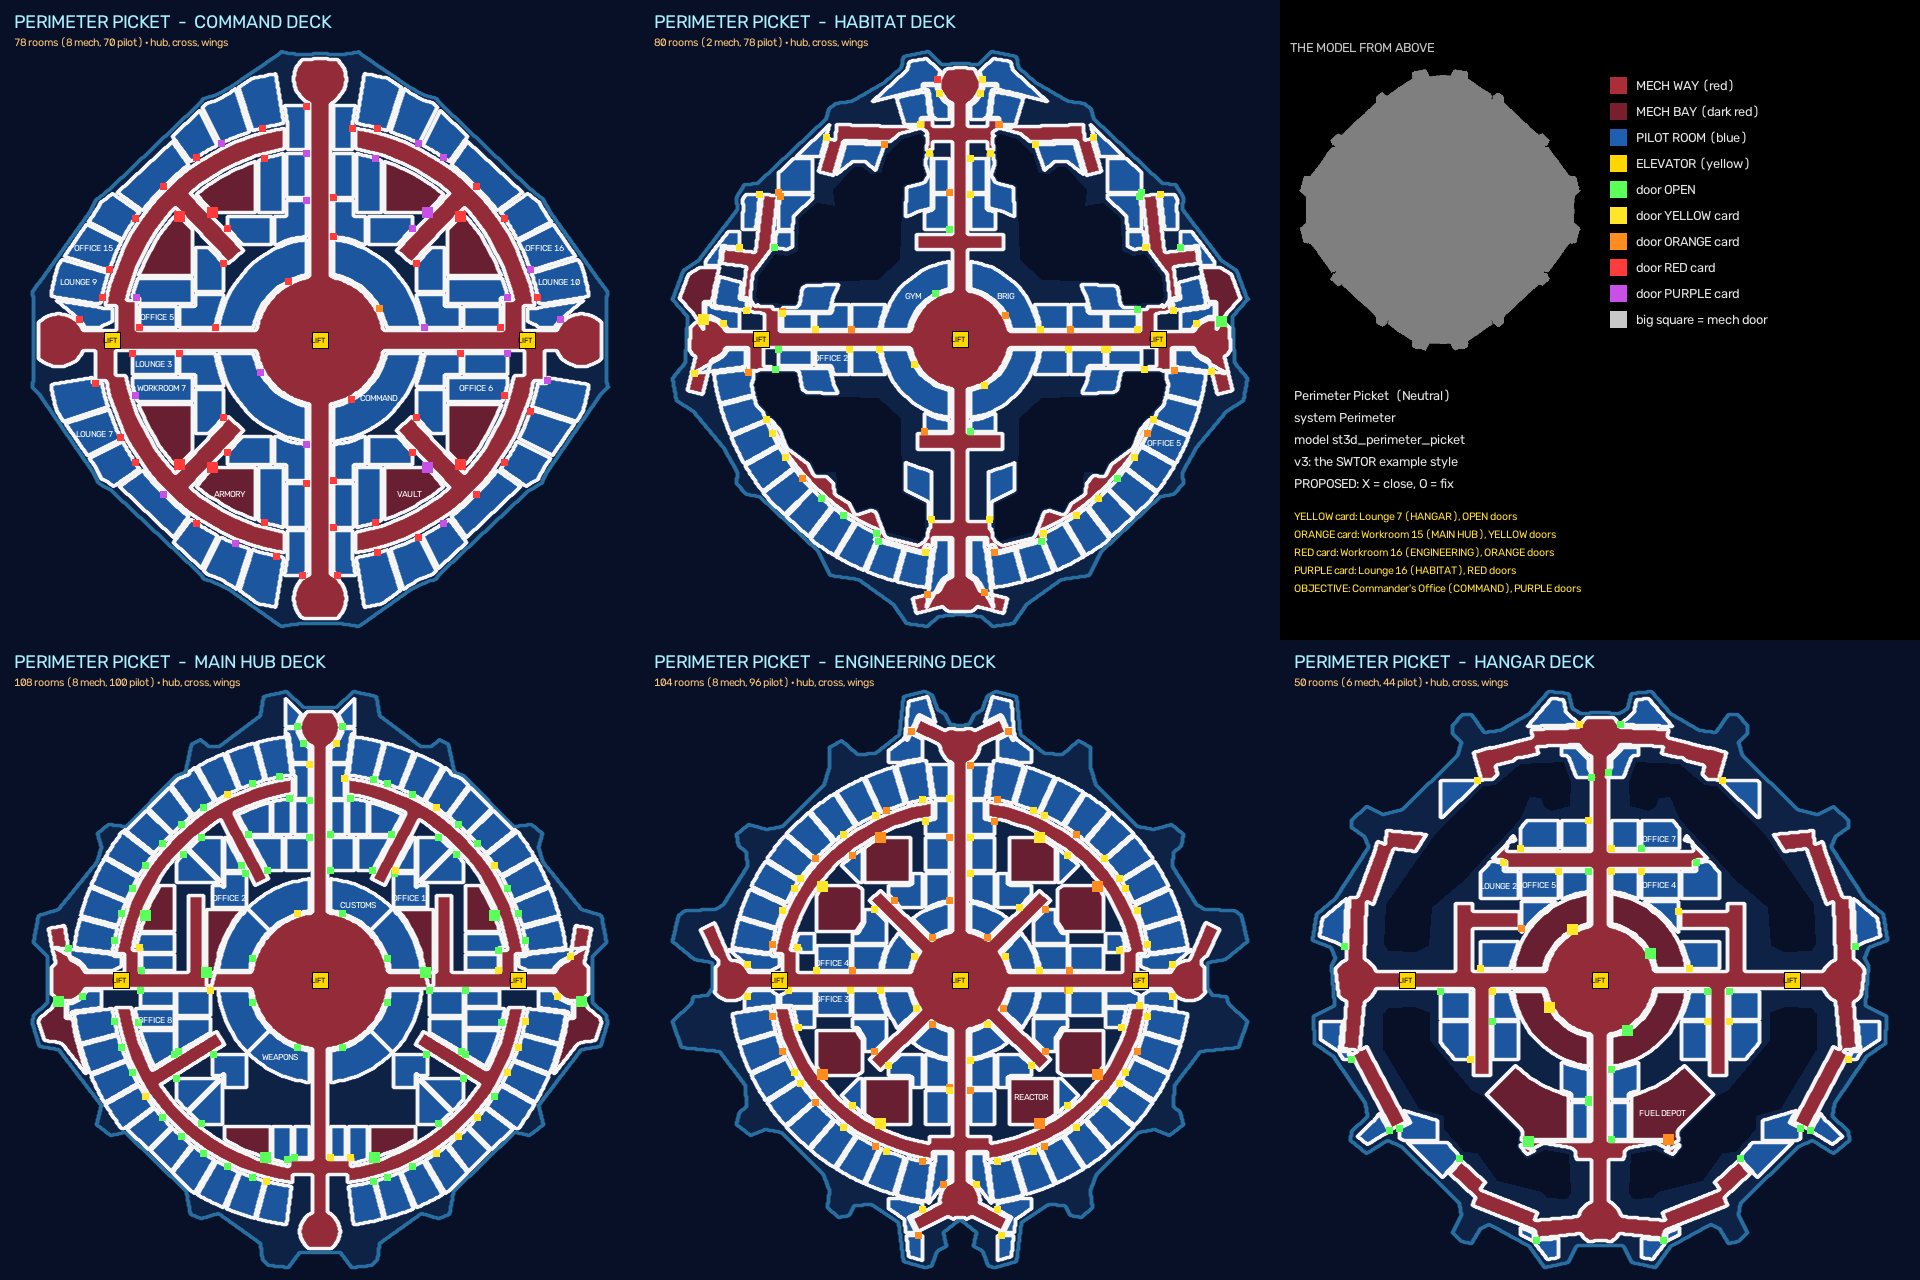 PERIMETER PICKET - COMMAND DECK
78 rooms (8 mech, 70 pilot) • hub, cross, wings
OFFICE 15
OFFICE 16
LOUNGE 9
LOUNGE 10
OFFICE 5
LIFT
LIFT
LIFT
LOUNGE 3
WORKROOM 7
OFFICE 6
COMMAND
LOUNGE 7
ARMORY
VAULT
PERIMETER PICKET - HABITAT DECK
80 rooms (2 mech, 78 pilot) • hub, cross, wings
GYM
BRIG
LIFT
LIFT
LIFT
OFFICE 2
OFFICE 5
THE MODEL FROM ABOVE
MECH WAY (red)
MECH BAY (dark red)
PILOT ROOM (blue)
ELEVATOR (yellow)
door OPEN
door YELLOW card
door ORANGE card
door RED card
door PURPLE card
big square = mech door
Perimeter Picket (Neutral)
system Perimeter
model st3d_perimeter_picket
v3: the SWTOR example style
PROPOSED: X = close, O = fix
YELLOW card: Lounge 7 (HANGAR), OPEN doors
ORANGE card: Workroom 15 (MAIN HUB), YELLOW doors
RED card: Workroom 16 (ENGINEERING), ORANGE doors
PURPLE card: Lounge 16 (HABITAT), RED doors
OBJECTIVE: Commander's Office (COMMAND), PURPLE doors
PERIMETER PICKET - MAIN HUB DECK
108 rooms (8 mech, 100 pilot) • hub, cross, wings
OFFICE 2
CUSTOMS
OFFICE 1
LIFT
LIFT
LIFT
OFFICE 8
WEAPONS
PERIMETER PICKET - ENGINEERING DECK
104 rooms (8 mech, 96 pilot) • hub, cross, wings
OFFICE 4
LIFT
LIFT
LIFT
OFFICE 3
REACTOR
PERIMETER PICKET - HANGAR DECK
50 rooms (6 mech, 44 pilot) • hub, cross, wings
OFFICE 7
LOUNGE 2
OFFICE 5
OFFICE 4
LIFT
LIFT
LIFT
FUEL DEPOT